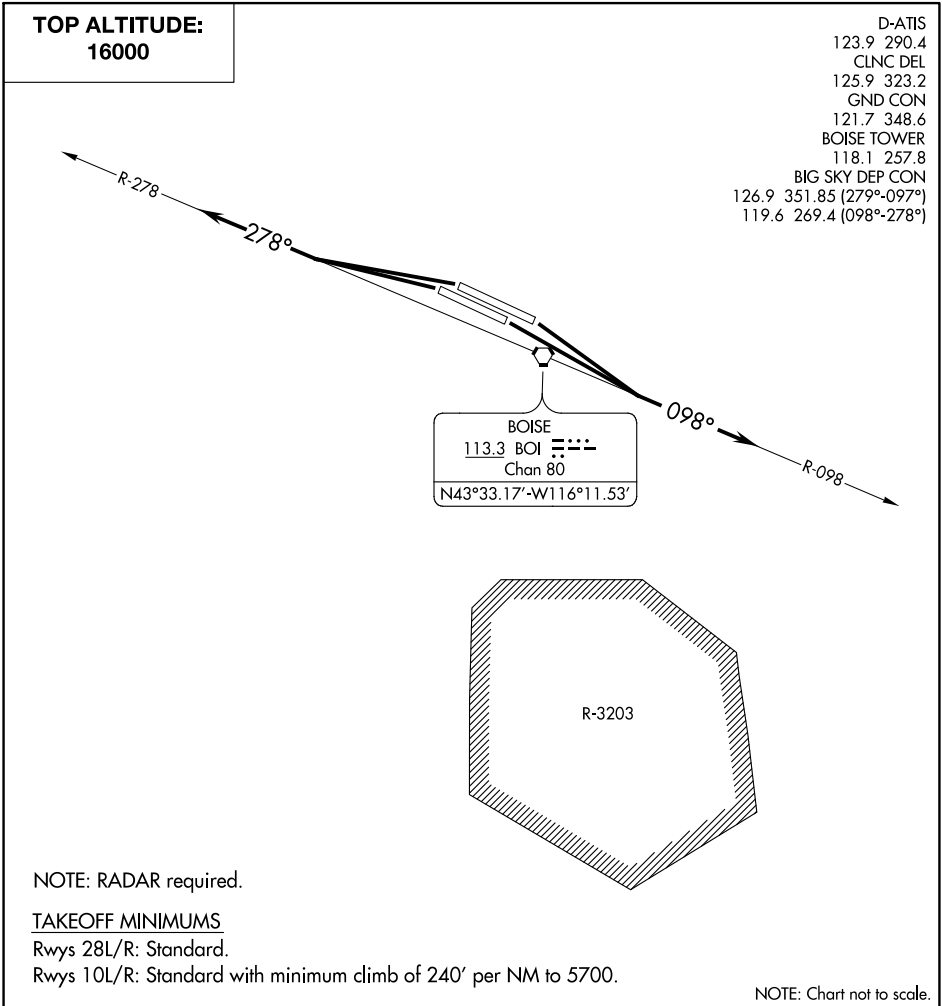 TOP ALTITUDE:
16000
D-ATIS
123.9 290.4
CLNC DEL
125.9 323.2
GND CON
121.7 348.6
BOISE TOWER
118.1 257.8
BIG SKY DEP CON
126.9 351.85 (279°-097°)
119.6 269.4 (098°-278°)
R-278
278°
098°
R-098
BOISE
113.3 BOI
Chan 80
N43°33.17'-W116°11.53'
R-3203
NOTE: RADAR required.
TAKEOFF MINIMUMS
Rwys 28L/R: Standard.
Rwys 10L/R: Standard with minimum climb of 240' per NM to 5700.
NOTE: Chart not to scale.